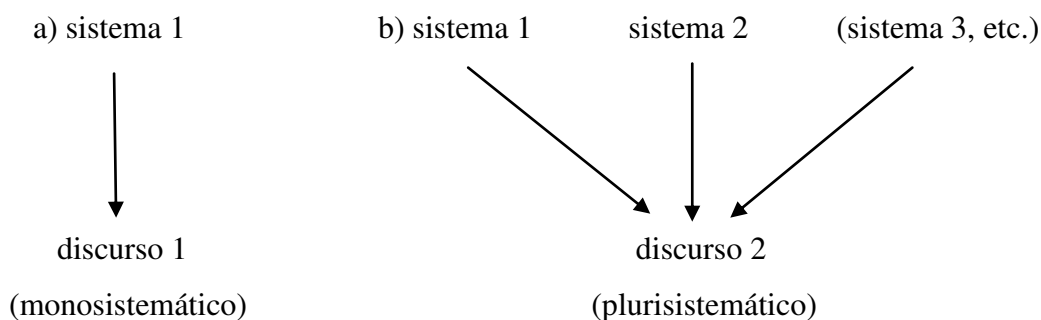 a) sistema 1 b) sistema 1 sistema 2 (sistema 3, etc.)
discurso 1 discurso 2
(monosistemático) (plurisistemático)